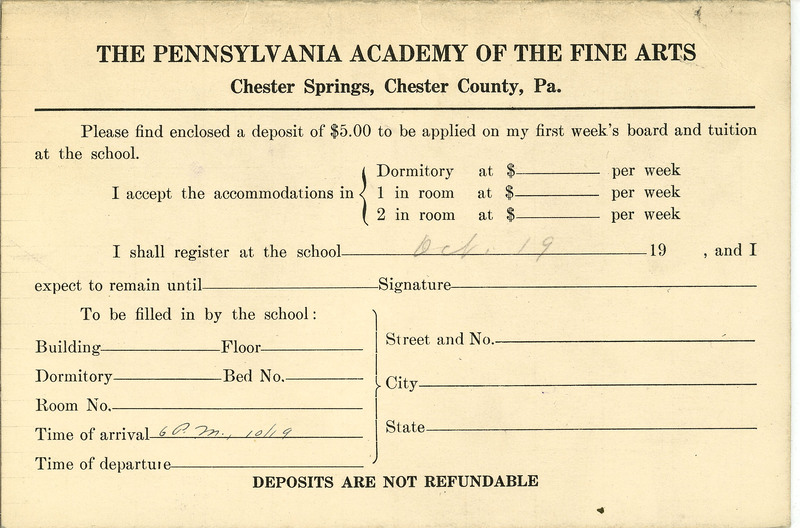 THE PENNSYLVANIA ACADEMY OF THE FINE ARTS
Chester Springs, Chester County, Pa.
Please find enclosed a deposit of $5.00 to be applied on my first week's board and tuition
at the school.
I accept the accommodations in { Dormitory at $ per week
1 in room at $ per week
2 in room at $ per week
I shall register at the school Oct. 19 19 , and I
expect to remain until Signature
To be filled in by the school:
Building Floor
Dormitory Bed No.
Room No.
Time of arrival 6 P.M., 10/19
Time of departure
Street and No.
City
State
DEPOSITS ARE NOT REFUNDABLE